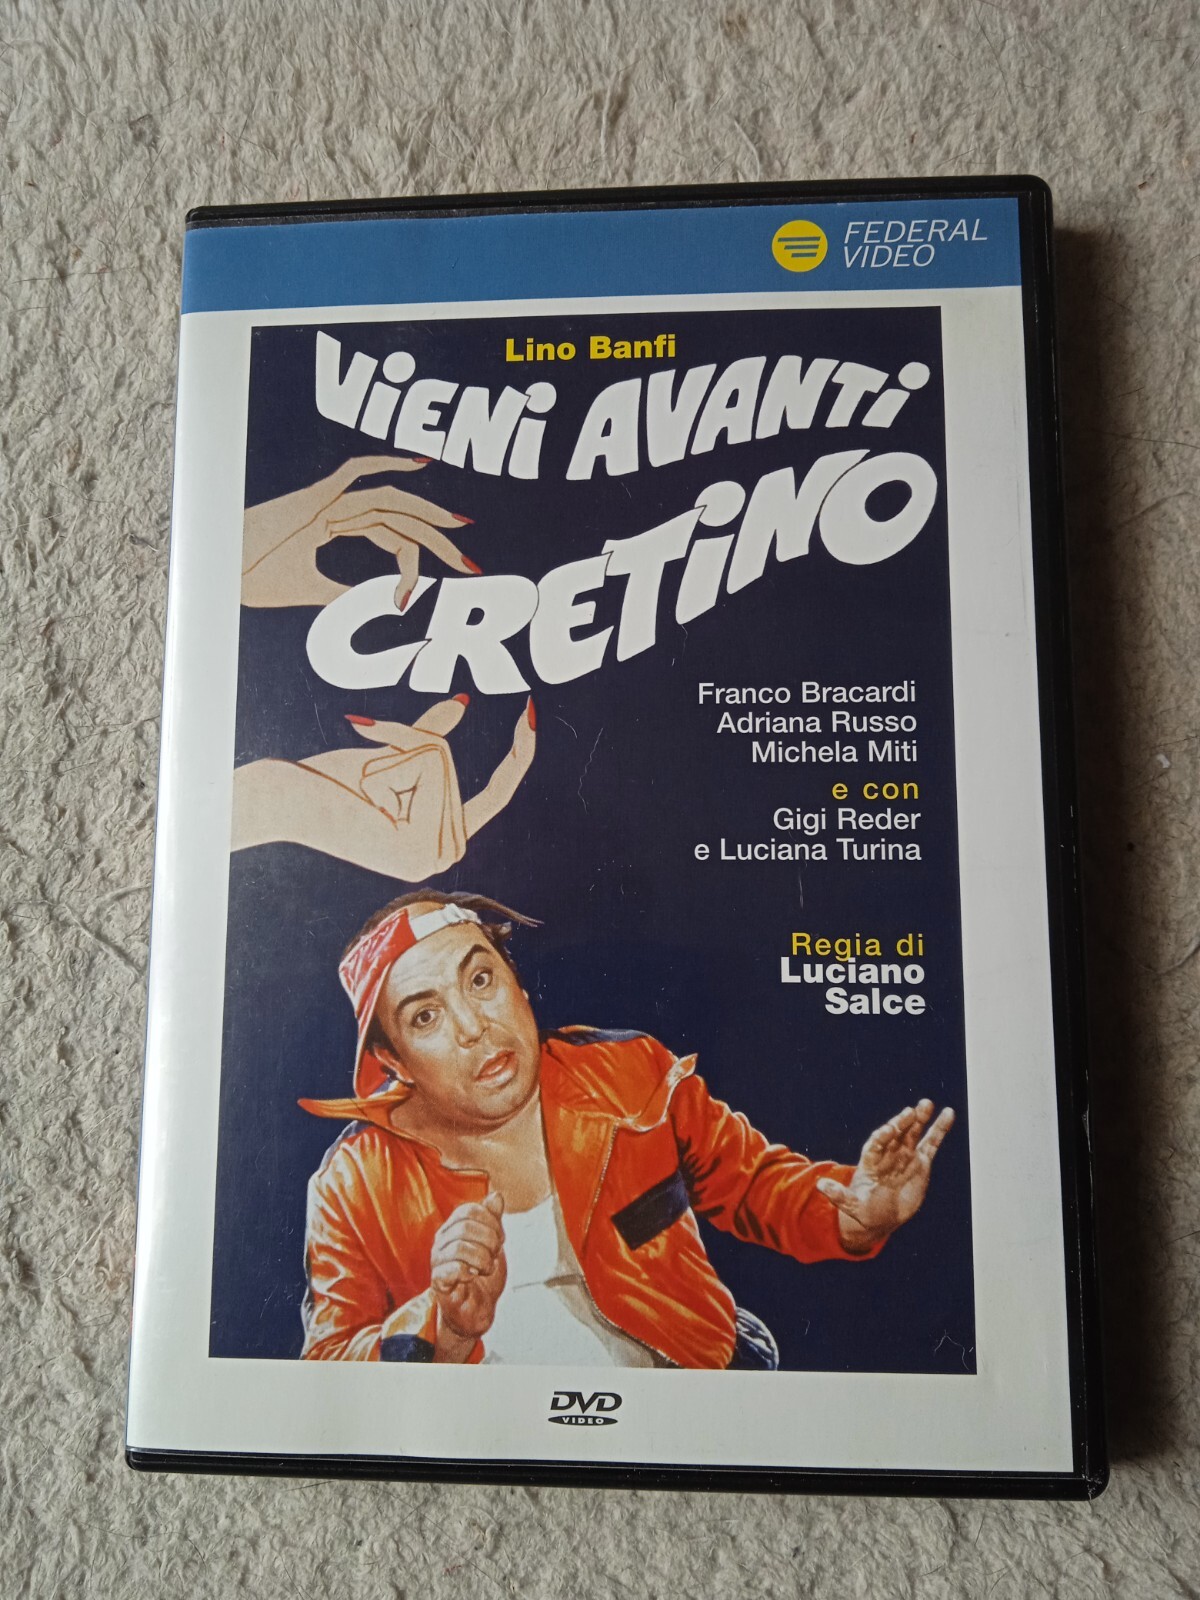 FEDERAL
VIDEO
Lino Banfi
VIENI AVANTI
CRETINO
Franco Bracardi
Adriana Russo
Michela Miti
e con
Gigi Reder
e Luciana Turina
Regia di
Luciano
Salce
DVD
VIDEO